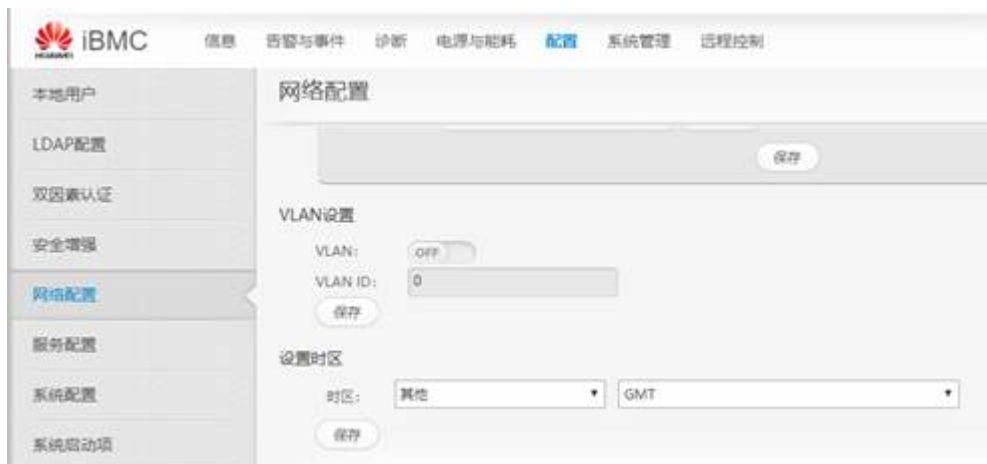 HUAWEI iBMC 信息 告警与事件 诊断 电源与能耗 配置 系统管理 远程控制
本地用户
LDAP配置
双因素认证
安全增强
网络配置
服务配置
系统配置
系统启动项
网络配置
保存
VLAN设置
VLAN: OFF
VLAN ID: 0
保存
设置时区
时区: 其他 GMT
保存